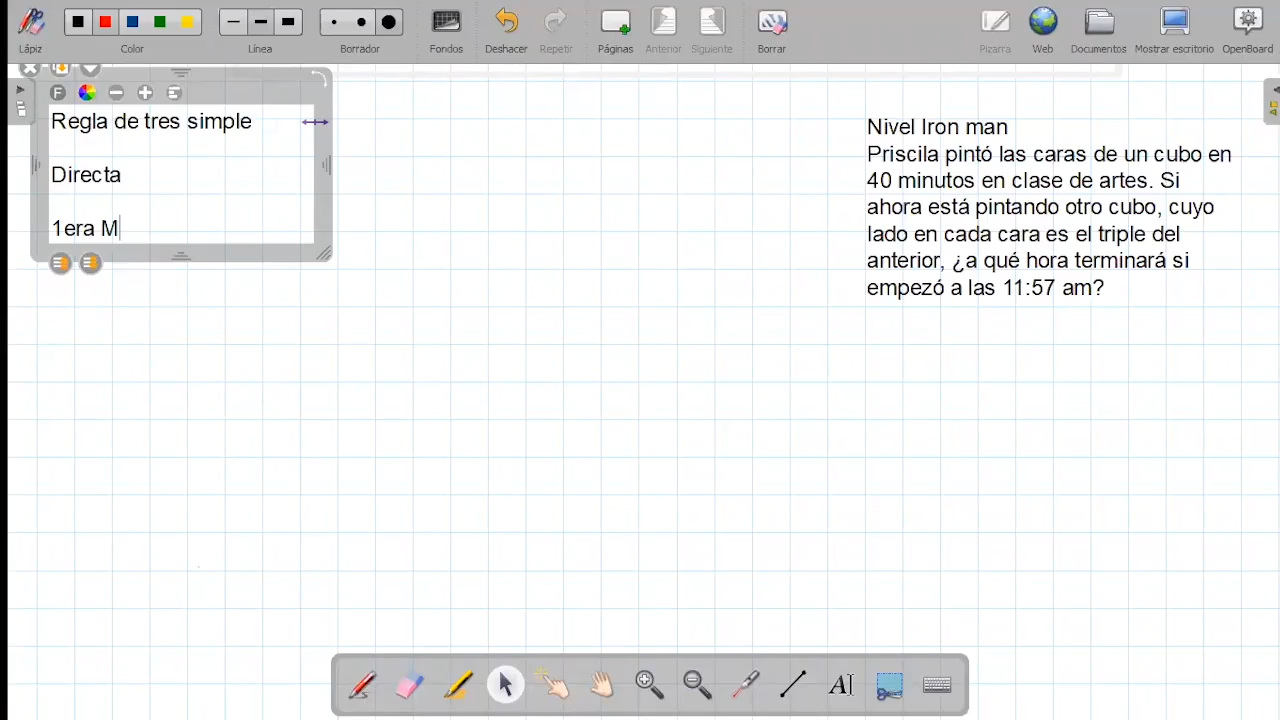 Lápiz
Color
Línea
Borrador
Fondos
Deshacer
Repetir
Páginas
Anterior
Siguiente
Borrar
Pizarra
Web
Documentos
Mostrar escritorio
OpenBoard
F
Regla de tres simple
Directa
1era M
Nivel Iron man
Priscila pintó las caras de un cubo en
40 minutos en clase de artes. Si
ahora está pintando otro cubo, cuyo
lado en cada cara es el triple del
anterior, ¿a qué hora terminará si
empezó a las 11:57 am?